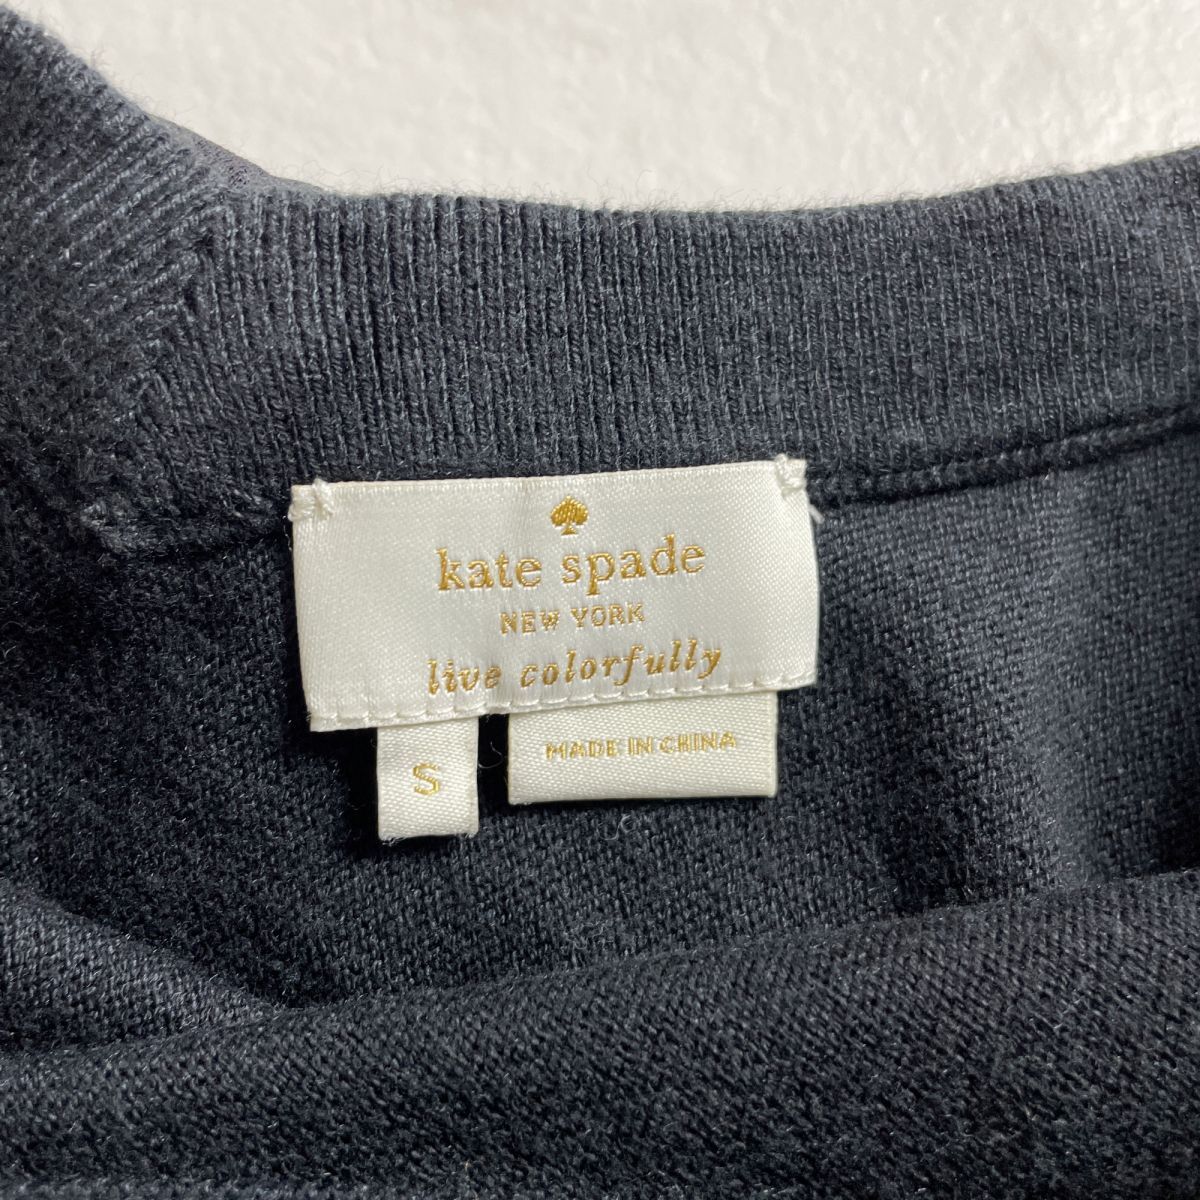 kate spade
NEW YORK
live colorfully
S
MADE IN CHINA